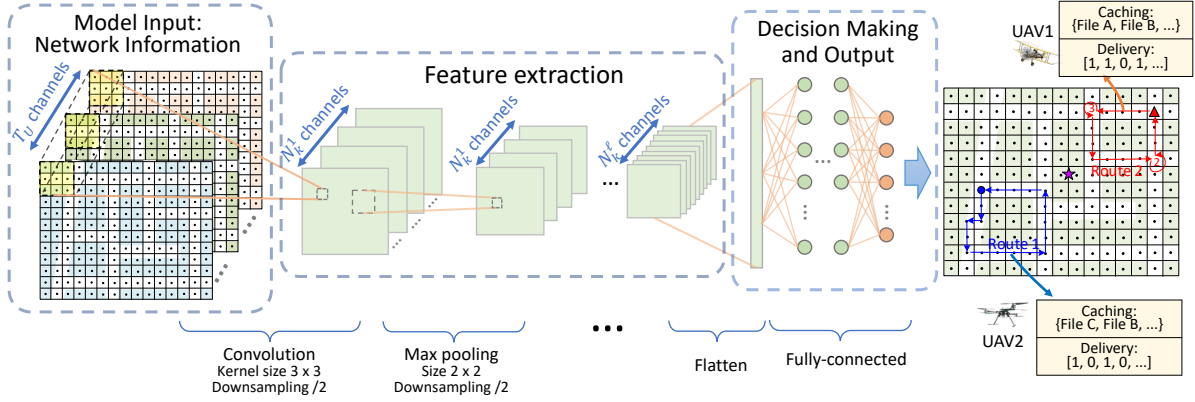 Model Input:
Network Information
T_U channels
Feature extraction
N_k^1 channels
N_k^1 channels
...
N_k^ℓ channels
Decision Making
and Output
UAV1
Caching:
{File A, File B, ...}
Delivery:
[1, 1, 0, 1, ...]
3
2
Route 2
Route 1
UAV2
Caching:
{File C, File B, ...}
Delivery:
[1, 0, 1, 0, ...]
Convolution
Kernel size 3 x 3
Downsampling /2
Max pooling
Size 2 x 2
Downsampling /2
...
Flatten
Fully-connected